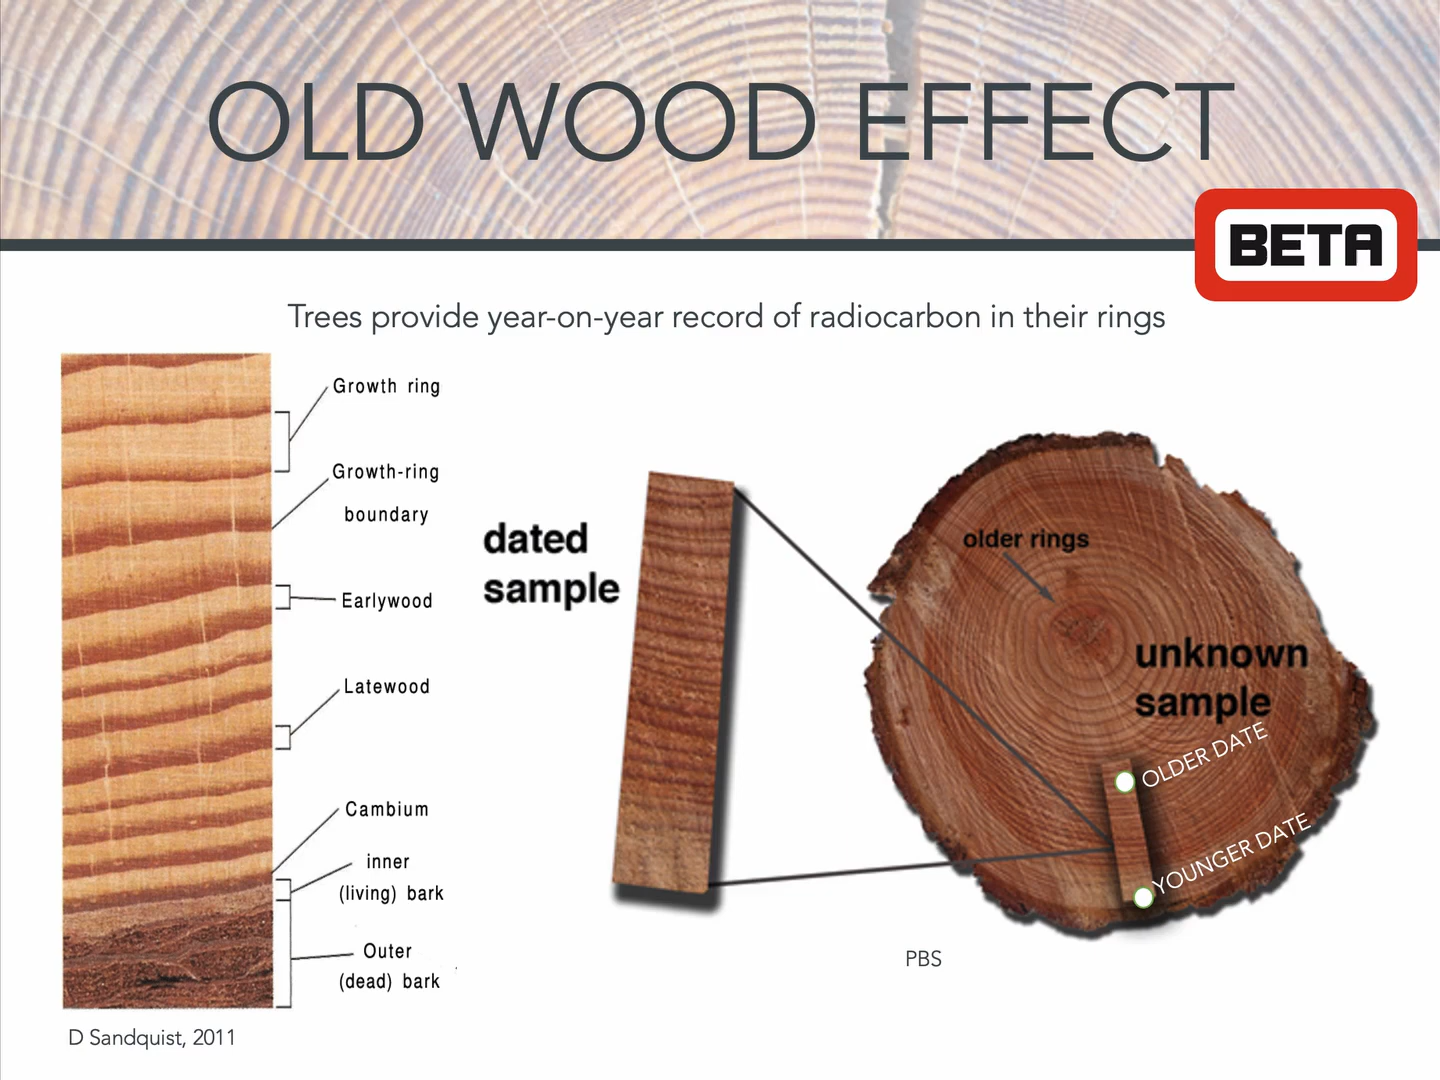 OLD WOOD EFFECT
BETA
Trees provide year-on-year record of radiocarbon in their rings
Growth ring
Growth-ring
boundary
Earlywood
Latewood
Cambium
inner
(living) bark
Outer
(dead) bark
D Sandquist, 2011
dated
sample
older rings
unknown
sample
OLDER DATE
YOUNGER DATE
PBS